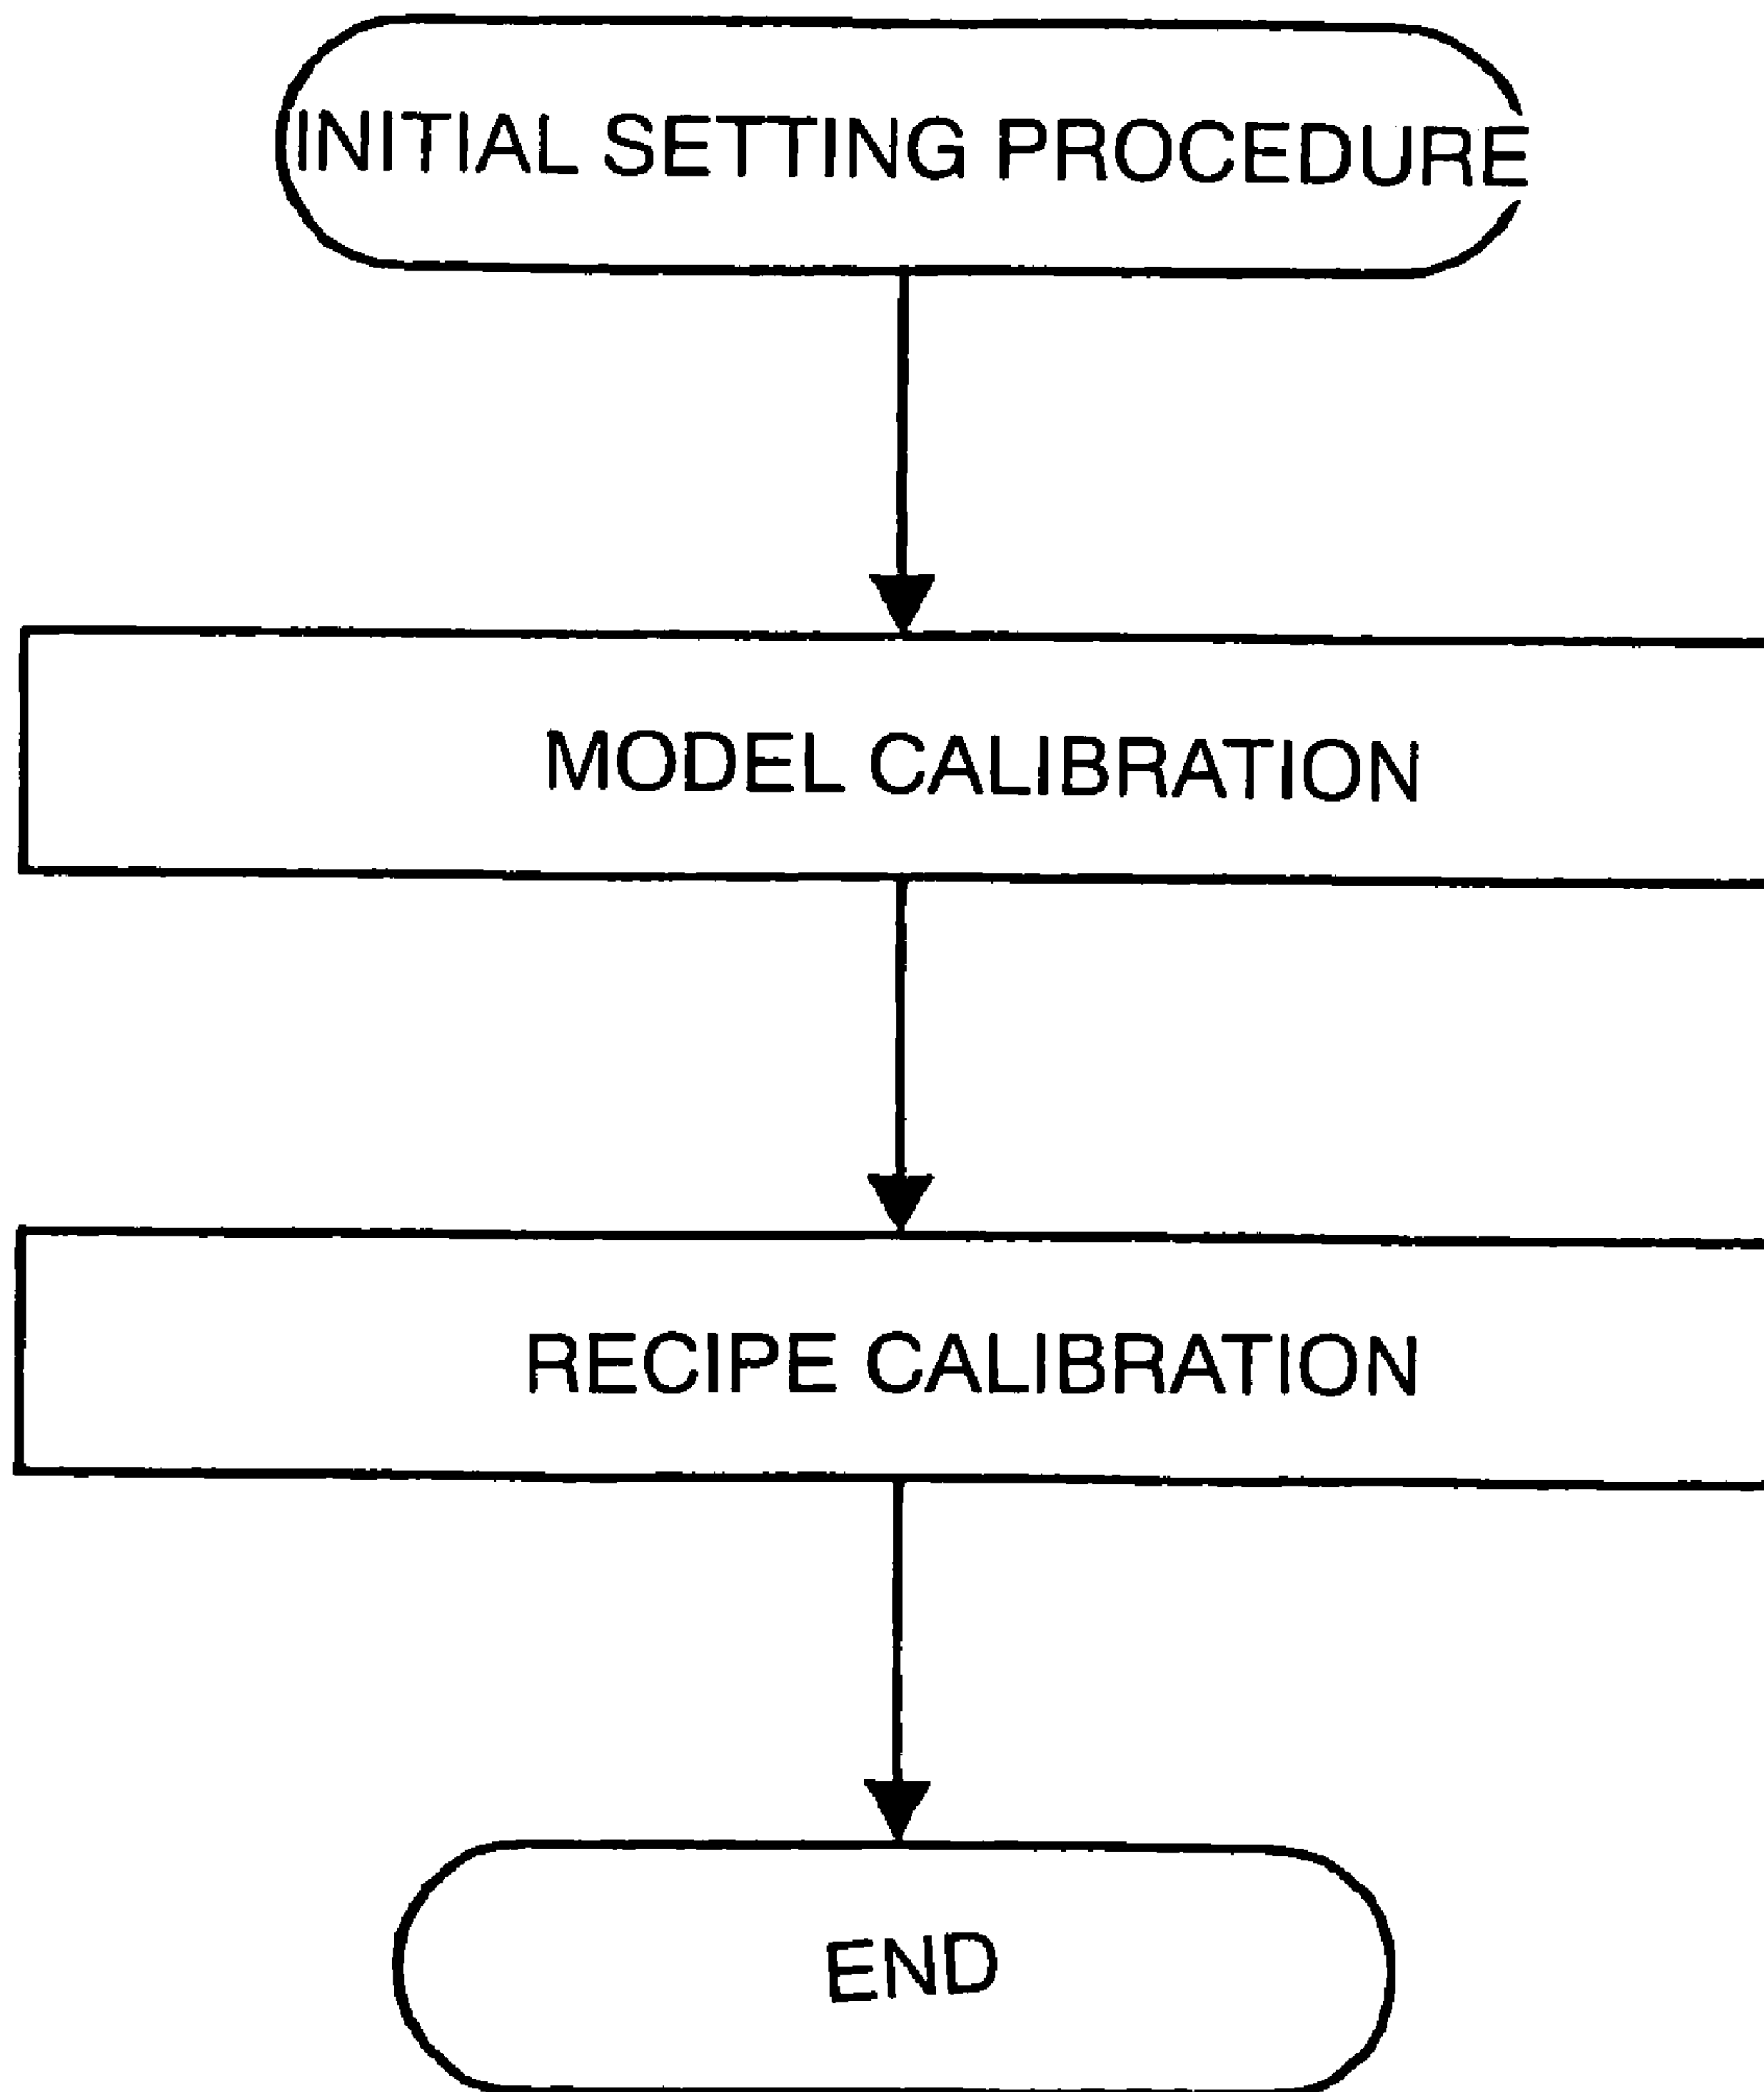 INITIAL SETTING PROCEDURE
MODEL CALIBRATION
RECIPE CALIBRATION
END